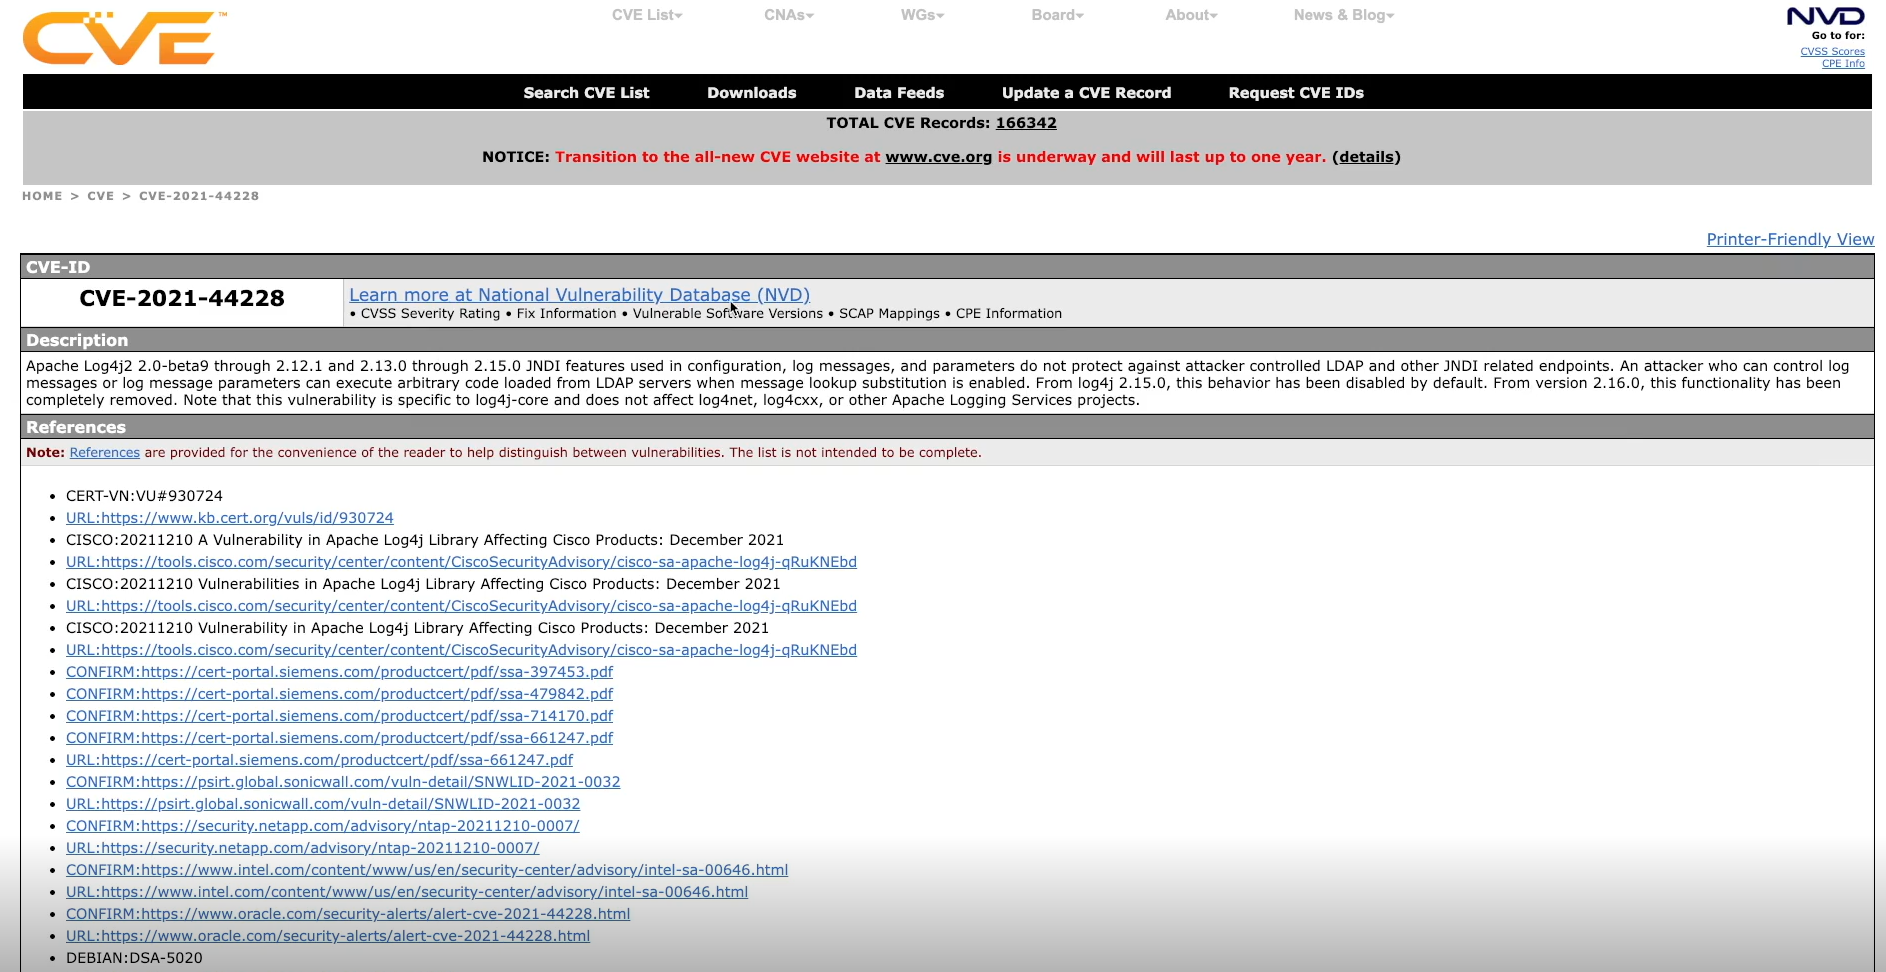 CVE™
CVE List▾ CNAs▾ WGs▾ Board▾ About▾ News & Blog▾
NVD
Go to for:
CVSS Scores
CPE Info
Search CVE List Downloads Data Feeds Update a CVE Record Request CVE IDs
TOTAL CVE Records: 166342
NOTICE: Transition to the all-new CVE website at www.cve.org is underway and will last up to one year. (details)
HOME > CVE > CVE-2021-44228
Printer-Friendly View
CVE-ID
CVE-2021-44228
Learn more at National Vulnerability Database (NVD)
• CVSS Severity Rating • Fix Information • Vulnerable Software Versions • SCAP Mappings • CPE Information
Description
Apache Log4j2 2.0-beta9 through 2.12.1 and 2.13.0 through 2.15.0 JNDI features used in configuration, log messages, and parameters do not protect against attacker controlled LDAP and other JNDI related endpoints. An attacker who can control log
messages or log message parameters can execute arbitrary code loaded from LDAP servers when message lookup substitution is enabled. From log4j 2.15.0, this behavior has been disabled by default. From version 2.16.0, this functionality has been
completely removed. Note that this vulnerability is specific to log4j-core and does not affect log4net, log4cxx, or other Apache Logging Services projects.
References
Note: References are provided for the convenience of the reader to help distinguish between vulnerabilities. The list is not intended to be complete.
• CERT-VN:VU#930724
• URL:https://www.kb.cert.org/vuls/id/930724
• CISCO:20211210 A Vulnerability in Apache Log4j Library Affecting Cisco Products: December 2021
• URL:https://tools.cisco.com/security/center/content/CiscoSecurityAdvisory/cisco-sa-apache-log4j-qRuKNEbd
• CISCO:20211210 Vulnerabilities in Apache Log4j Library Affecting Cisco Products: December 2021
• URL:https://tools.cisco.com/security/center/content/CiscoSecurityAdvisory/cisco-sa-apache-log4j-qRuKNEbd
• CISCO:20211210 Vulnerability in Apache Log4j Library Affecting Cisco Products: December 2021
• URL:https://tools.cisco.com/security/center/content/CiscoSecurityAdvisory/cisco-sa-apache-log4j-qRuKNEbd
• CONFIRM:https://cert-portal.siemens.com/productcert/pdf/ssa-397453.pdf
• CONFIRM:https://cert-portal.siemens.com/productcert/pdf/ssa-479842.pdf
• CONFIRM:https://cert-portal.siemens.com/productcert/pdf/ssa-714170.pdf
• CONFIRM:https://cert-portal.siemens.com/productcert/pdf/ssa-661247.pdf
• URL:https://cert-portal.siemens.com/productcert/pdf/ssa-661247.pdf
• CONFIRM:https://psirt.global.sonicwall.com/vuln-detail/SNWLID-2021-0032
• URL:https://psirt.global.sonicwall.com/vuln-detail/SNWLID-2021-0032
• CONFIRM:https://security.netapp.com/advisory/ntap-20211210-0007/
• URL:https://security.netapp.com/advisory/ntap-20211210-0007/
• CONFIRM:https://www.intel.com/content/www/us/en/security-center/advisory/intel-sa-00646.html
• URL:https://www.intel.com/content/www/us/en/security-center/advisory/intel-sa-00646.html
• CONFIRM:https://www.oracle.com/security-alerts/alert-cve-2021-44228.html
• URL:https://www.oracle.com/security-alerts/alert-cve-2021-44228.html
• DEBIAN:DSA-5020